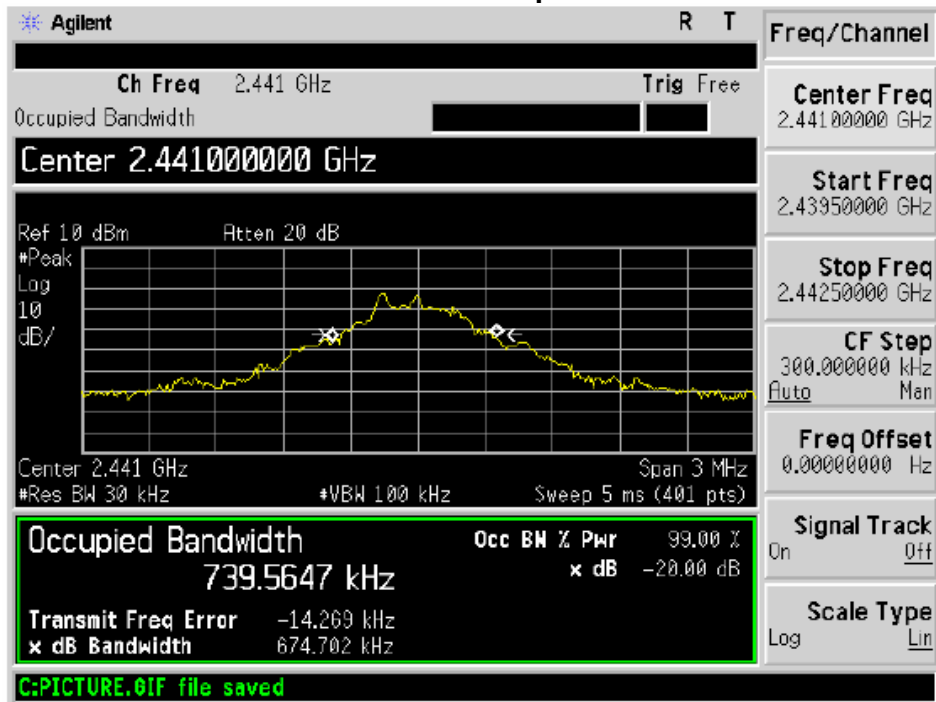 Agilent R T
Freq/Channel
Ch Freq 2.441 GHz Trig Free
Occupied Bandwidth
Center 2.441000000 GHz
Ref 10 dBm Atten 20 dB
#Peak
Log
10
dB/
Center 2.441 GHz Span 3 MHz
#Res BW 30 kHz #VBW 100 kHz Sweep 5 ms (401 pts)
Occupied Bandwidth
739.5647 kHz
Occ BW % Pwr 99.00 %
x dB -20.00 dB
Transmit Freq Error -14.269 kHz
x dB Bandwidth 674.702 kHz
C:PICTURE.GIF file saved
Center Freq
2.44100000 GHz
Start Freq
2.43950000 GHz
Stop Freq
2.44250000 GHz
CF Step
300.000000 kHz
Auto Man
Freq Offset
0.00000000 Hz
Signal Track
On Off
Scale Type
Log Lin